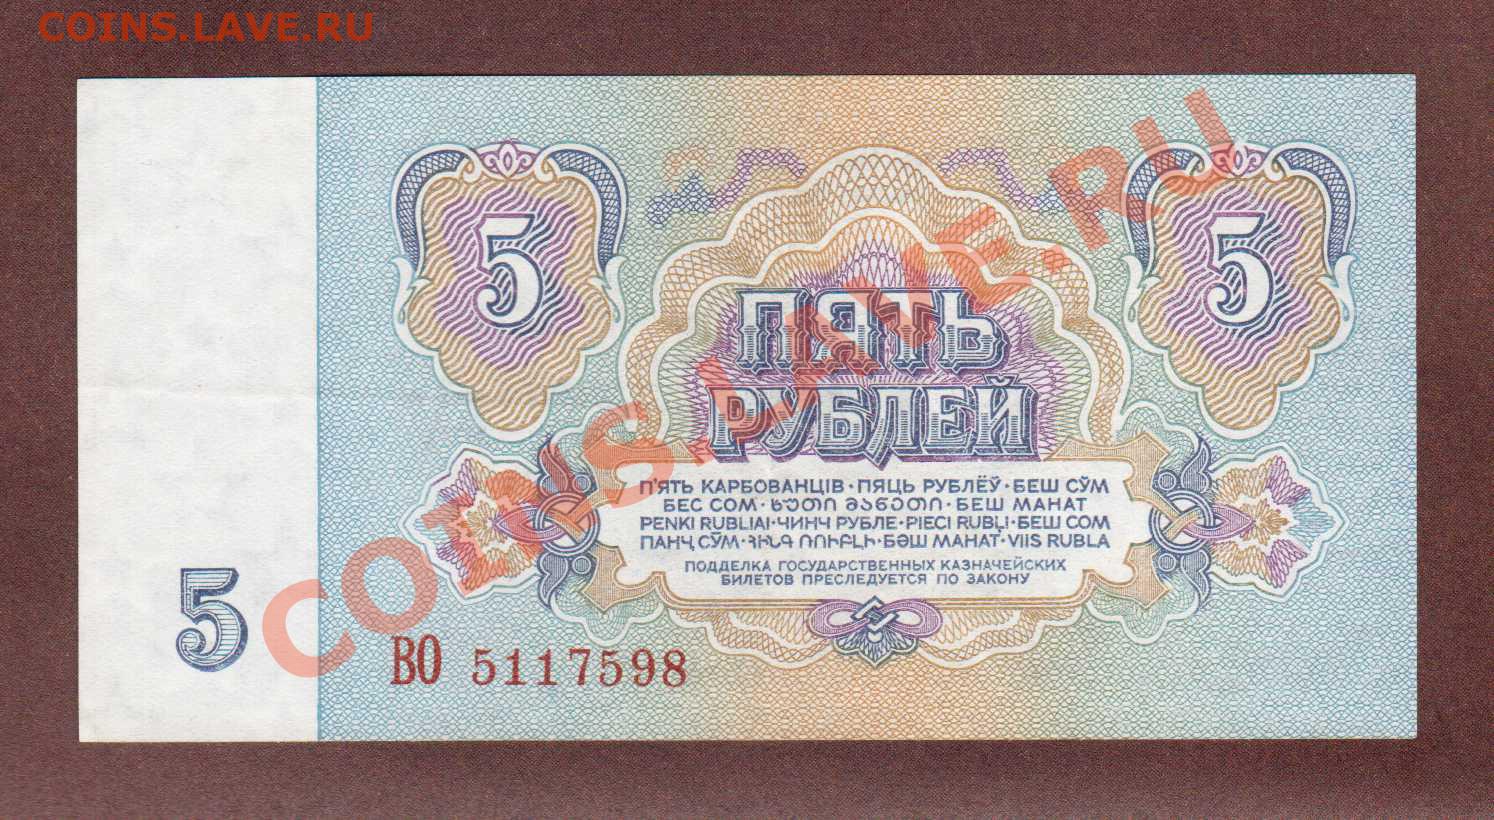 COINS.LAVE.RU
5
5
ПЯТЬ
РУБЛЕЙ
П'ЯТЬ КАРБОВАНЦІВ · ПЯЦЬ РУБЛЁЎ · БЕШ СЎМ
БЕС СОМ · ხუთი მანეთი · БЕШ МАНАТ
PENKI RUBLIAI · ЧИНЧ РУБЛЕ · PIECI RUBĻI · БЕШ СОМ
ПАНҶ СЎМ · ՀԻՆԳ ՌՈՒԲԼԻ · БӘШ МАНАТ · VIIS RUBLA
ПОДДЕЛКА ГОСУДАРСТВЕННЫХ КАЗНАЧЕЙСКИХ
БИЛЕТОВ ПРЕСЛЕДУЕТСЯ ПО ЗАКОНУ
5
ВО 5117598
COINS.LAVE.RU